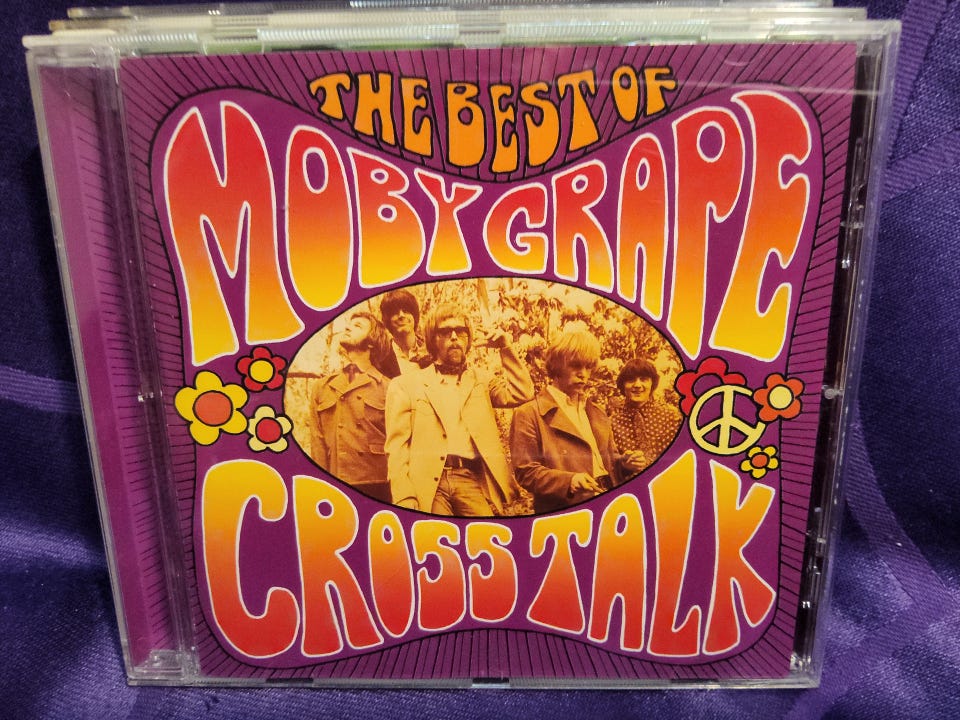 THE BEST OF
MOBY GRAPE
CROSSTALK